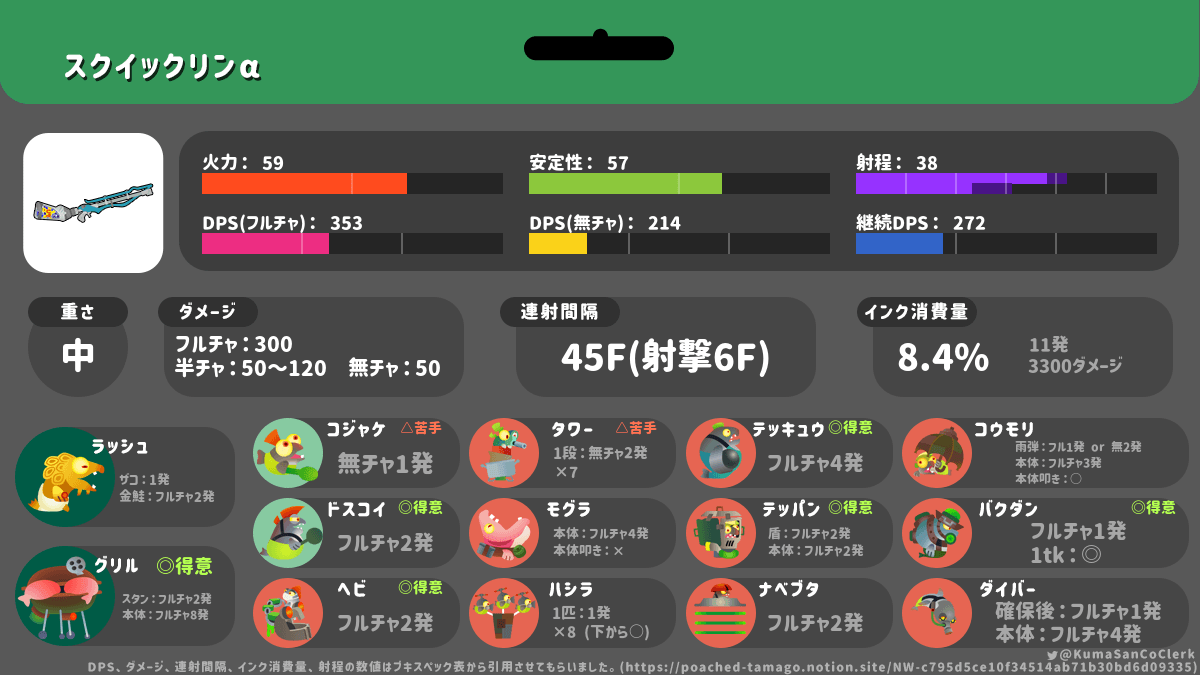 スクイックリンα
火力： 59
安定性： 57
射程： 38
DPS(フルチャ)： 353
DPS(無チャ)： 214
継続DPS： 272
重さ
中
ダメージ
フルチャ：300
半チャ：50〜120 無チャ：50
連射間隔
45F(射撃6F)
インク消費量
8.4%
11発
3300ダメージ
ラッシュ
ザコ：1発
金鮭：フルチャ2発
グリル ◎得意
スタン：フルチャ2発
本体：フルチャ8発
コジャケ △苦手
無チャ1発
タワー △苦手
1段：無チャ2発
×7
テッキュウ ◎得意
フルチャ4発
コウモリ
雨弾：フル1発 or 無2発
本体：フルチャ3発
本体叩き：○
ドスコイ ◎得意
フルチャ2発
モグラ
本体：フルチャ4発
本体叩き：×
テッパン ◎得意
盾：フルチャ2発
本体：フルチャ2発
バクダン ◎得意
フルチャ1発
1tk：◎
ヘビ ◎得意
フルチャ2発
ハシラ
1匹：1発
×8 (下から○)
ナベブタ
フルチャ2発
ダイバー
確保後：フルチャ1発
本体：フルチャ4発
@KumaSanCoClerk
DPS、ダメージ、連射間隔、インク消費量、射程の数値はブキスペック表から引用させてもらいました。(https://poached-tamago.notion.site/NW-c795d5ce10f34514ab71b30bd6d09335)